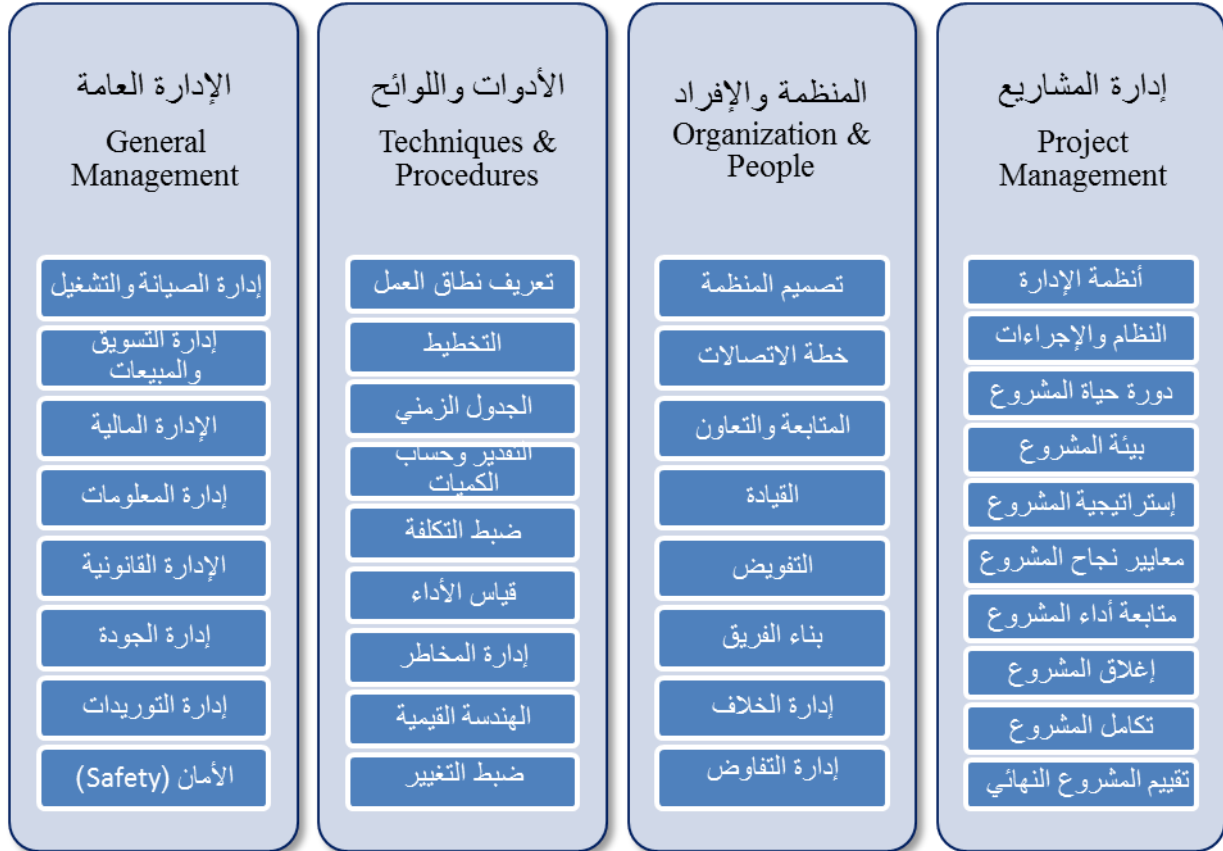 إدارة المشاريع
Project
Management
أنظمة الإدارة
النظام والإجراءات
دورة حياة المشروع
بيئة المشروع
إستراتيجية المشروع
معايير نجاح المشروع
متابعة أداء المشروع
إغلاق المشروع
تكامل المشروع
تقييم المشروع النهائي
المنظمة والإفراد
Organization &
People
تصميم المنظمة
خطة الاتصالات
المتابعة والتعاون
القيادة
التفويض
بناء الفريق
إدارة الخلاف
إدارة التفاوض
الأدوات واللوائح
Techniques &
Procedures
تعريف نطاق العمل
التخطيط
الجدول الزمني
التقدير وحساب
الكميات
ضبط التكلفة
قياس الأداء
إدارة المخاطر
الهندسة القيمية
ضبط التغيير
الإدارة العامة
General
Management
إدارة الصيانة والتشغيل
إدارة التسويق
والمبيعات
الإدارة المالية
إدارة المعلومات
الإدارة القانونية
إدارة الجودة
إدارة التوريدات
الأمان (Safety)